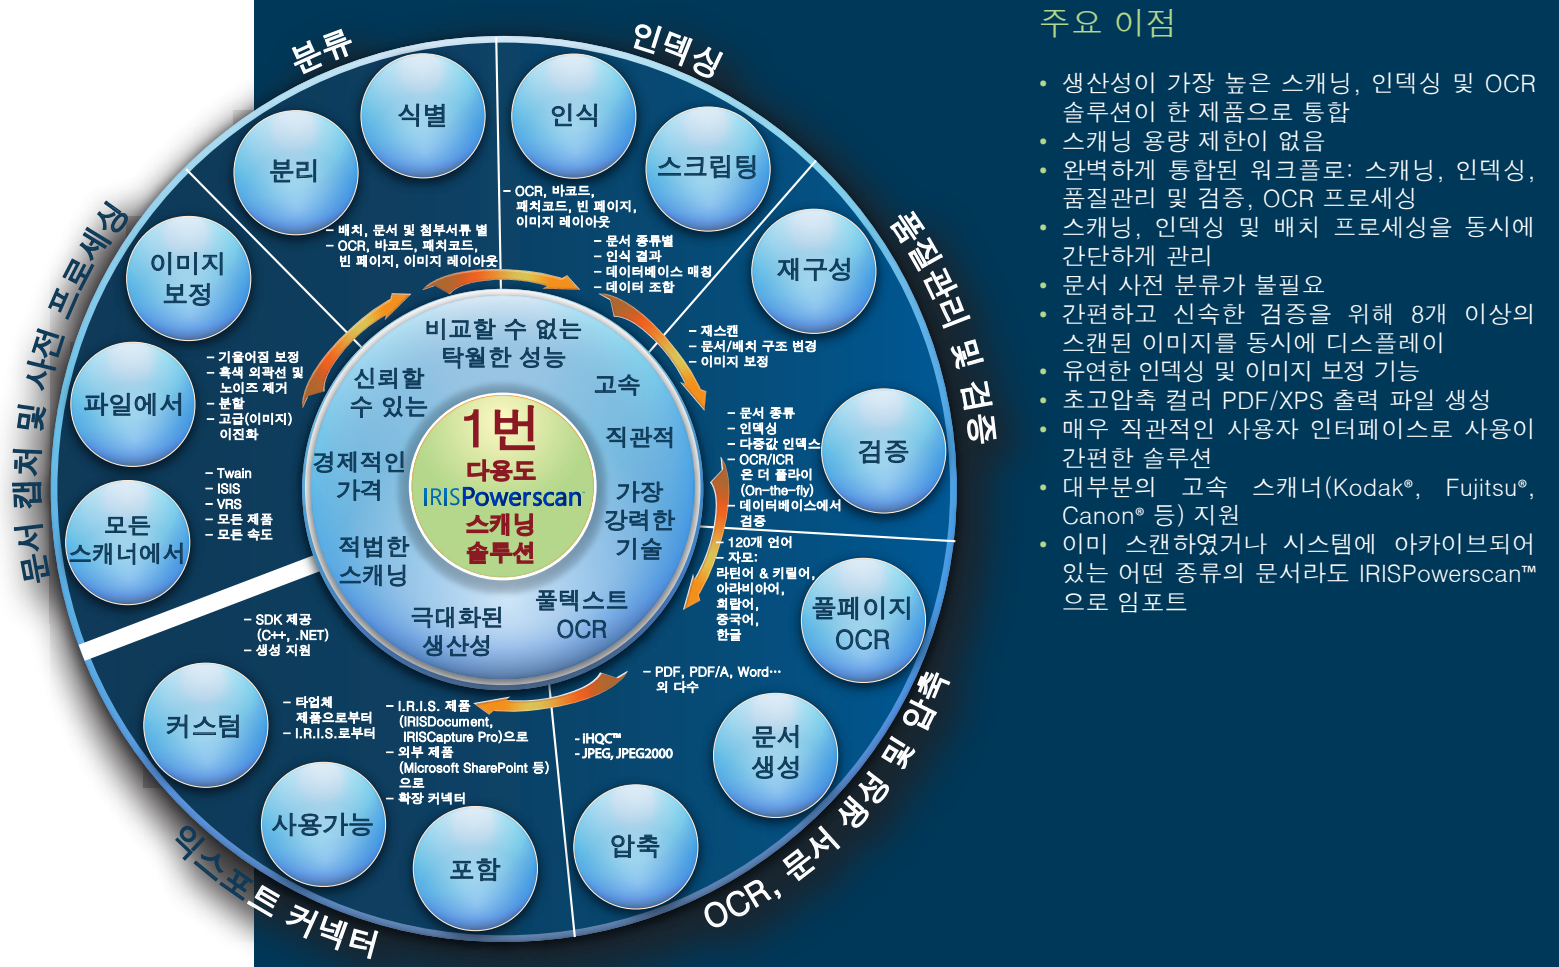 문서 캡처 및 사전 프로세싱
모든
스캐너에서
– Twain
– ISIS
– VRS
– 모든 제품
– 모든 속도
파일에서
이미지
보정
– 기울어짐 보정
– 흑색 외곽선 및
노이즈 제거
– 분할
– 고급(이미지)
이진화
분류
분리
식별
– 배치, 문서 및 첨부서류 별
– OCR, 바코드, 패치코드,
빈 페이지, 이미지 레이아웃
인덱싱
인식
– OCR, 바코드,
패치코드, 빈 페이지,
이미지 레이아웃
스크립팅
– 문서 종류별
– 인식 결과
– 데이터베이스 매칭
– 데이터 조합
품질관리 및 검증
재구성
– 재스캔
– 문서/배치 구조 변경
– 이미지 보정
검증
– 문서 종류
– 인덱싱
– 다중값 인덱스
– OCR/ICR
온 더 플라이
(On-the-fly)
– 데이터베이스에서
검증
OCR, 문서 생성 및 압축
풀페이지
OCR
– 120개 언어
– 자모:
라틴어 & 키릴어,
아라비아어,
희랍어,
중국어,
한글
문서
생성
– PDF, PDF/A, Word…
외 다수
압축
- iHQC™
- JPEG, JPEG2000
익스포트 커넥터
포함
– I.R.I.S. 제품
(IRISDocument,
IRISCapture Pro)으로
– 외부 제품
(Microsoft SharePoint 등)
으로
– 확장 커넥터
사용가능
– 타업체
제품으로부터
– I.R.I.S.로부터
커스텀
– SDK 제공
(C++, .NET)
– 생성 지원
비교할 수 없는
탁월한 성능
고속
직관적
가장
강력한
기술
풀텍스트
OCR
극대화된
생산성
적법한
스캐닝
경제적인
가격
신뢰할
수 있는
1번
다용도
IRISPowerscan™
스캐닝
솔루션
주요 이점
• 생산성이 가장 높은 스캐닝, 인덱싱 및 OCR
솔루션이 한 제품으로 통합
• 스캐닝 용량 제한이 없음
• 완벽하게 통합된 워크플로: 스캐닝, 인덱싱,
품질관리 및 검증, OCR 프로세싱
• 스캐닝, 인덱싱 및 배치 프로세싱을 동시에
간단하게 관리
• 문서 사전 분류가 불필요
• 간편하고 신속한 검증을 위해 8개 이상의
스캔된 이미지를 동시에 디스플레이
• 유연한 인덱싱 및 이미지 보정 기능
• 초고압축 컬러 PDF/XPS 출력 파일 생성
• 매우 직관적인 사용자 인터페이스로 사용이
간편한 솔루션
• 대부분의 고속 스캐너(Kodak®, Fujitsu®,
Canon® 등) 지원
• 이미 스캔하였거나 시스템에 아카이브되어
있는 어떤 종류의 문서라도 IRISPowerscan™
으로 임포트